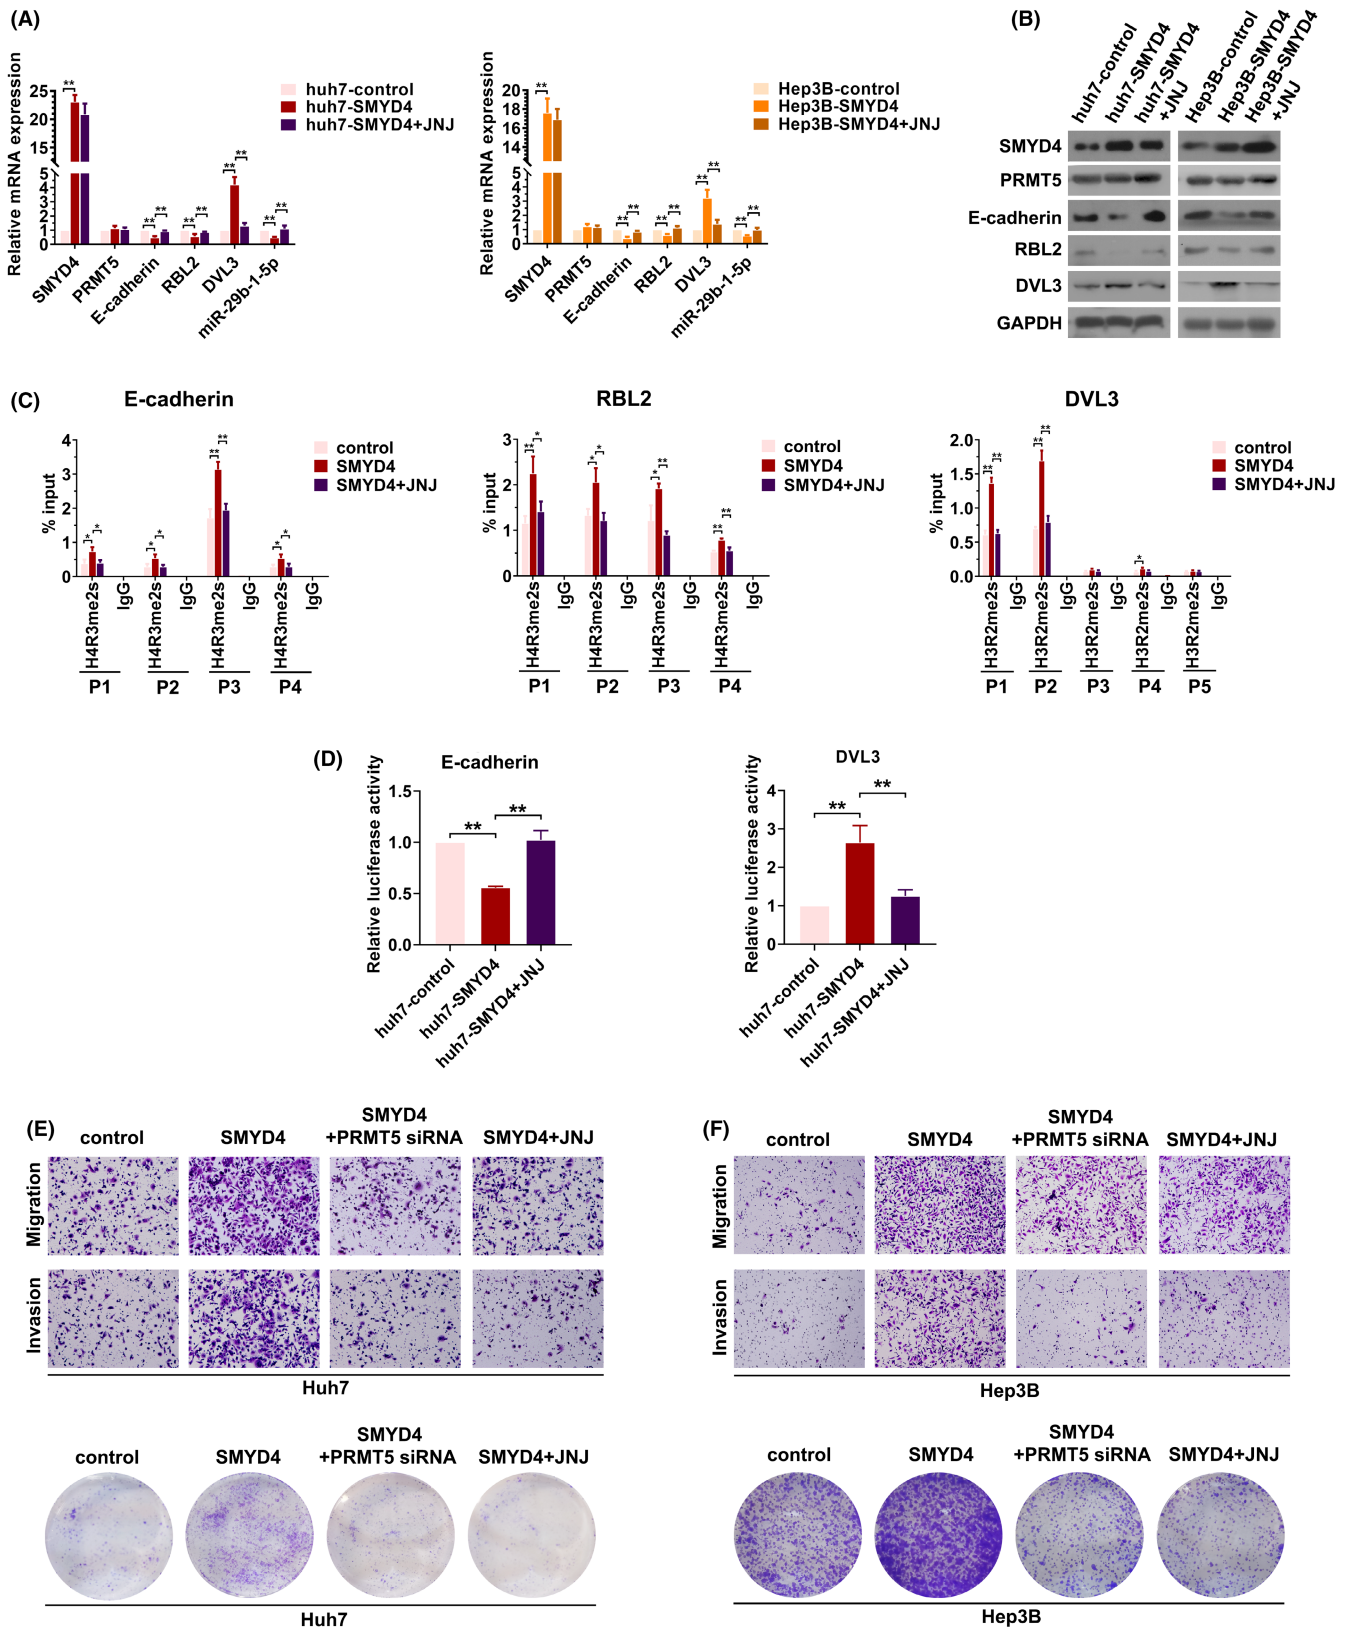 (A)
Relative mRNA expression
25
20
15
5
4
3
2
1
0
**
**
**
**
**
**
**
**
**
SMYD4
PRMT5
E-cadherin
RBL2
DVL3
miR-29b-1-5p
huh7-control
huh7-SMYD4
huh7-SMYD4+JNJ
Relative mRNA expression
20
18
16
14
5
4
3
2
1
0
**
**
**
**
**
**
**
**
**
SMYD4
PRMT5
E-cadherin
RBL2
DVL3
miR-29b-1-5p
Hep3B-control
Hep3B-SMYD4
Hep3B-SMYD4+JNJ
(B)
huh7-control
huh7-SMYD4
huh7-SMYD4
+JNJ
Hep3B-control
Hep3B-SMYD4
Hep3B-SMYD4
+JNJ
SMYD4
PRMT5
E-cadherin
RBL2
DVL3
GAPDH
(C)
E-cadherin
% input
4
3
2
1
0
* *
* *
** **
* *
control
SMYD4
SMYD4+JNJ
H4R3me2s
IgG
H4R3me2s
IgG
H4R3me2s
IgG
H4R3me2s
IgG
P1 P2 P3 P4
RBL2
% input
3
2
1
0
** *
* *
* **
** **
control
SMYD4
SMYD4+JNJ
H4R3me2s
IgG
H4R3me2s
IgG
H4R3me2s
IgG
H4R3me2s
IgG
P1 P2 P3 P4
DVL3
% input
2.0
1.5
1.0
0.5
0.0
** **
** **
*
control
SMYD4
SMYD4+JNJ
H3R2me2s
IgG
H3R2me2s
IgG
H3R2me2s
IgG
H3R2me2s
IgG
H3R2me2s
IgG
P1 P2 P3 P4 P5
(D)
E-cadherin
Relative luciferase activity
1.5
1.0
0.5
0.0
** **
huh7-control
huh7-SMYD4
huh7-SMYD4+JNJ
DVL3
Relative luciferase activity
4
3
2
1
0
** **
huh7-control
huh7-SMYD4
huh7-SMYD4+JNJ
(E)
control
SMYD4
SMYD4
+PRMT5 siRNA
SMYD4+JNJ
Migration
Invasion
Huh7
control
SMYD4
SMYD4
+PRMT5 siRNA
SMYD4+JNJ
Huh7
(F)
control
SMYD4
SMYD4
+PRMT5 siRNA
SMYD4+JNJ
Migration
Invasion
Hep3B
control
SMYD4
SMYD4
+PRMT5 siRNA
SMYD4+JNJ
Hep3B